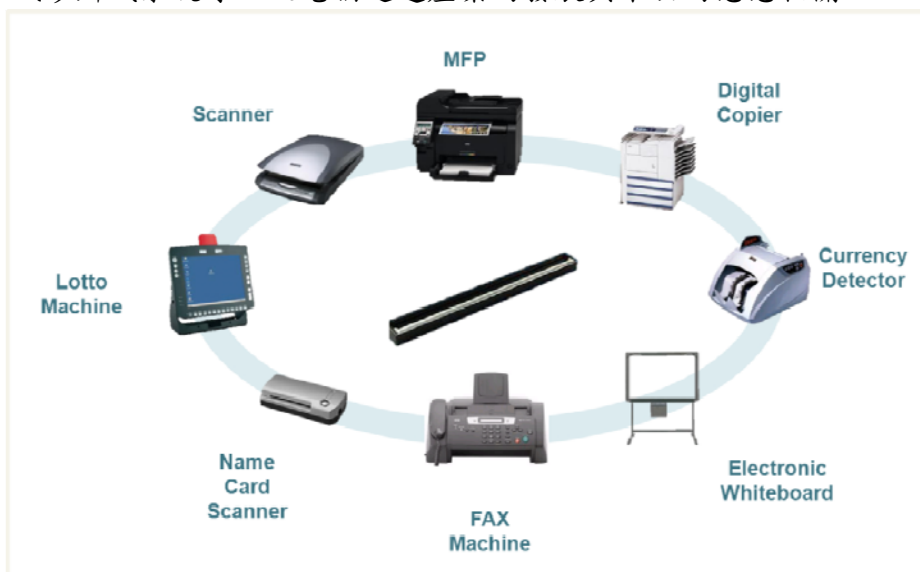 MFP
Scanner
Digital
Copier
Lotto
Machine
Currency
Detector
Name
Card
Scanner
FAX
Machine
Electronic
Whiteboard